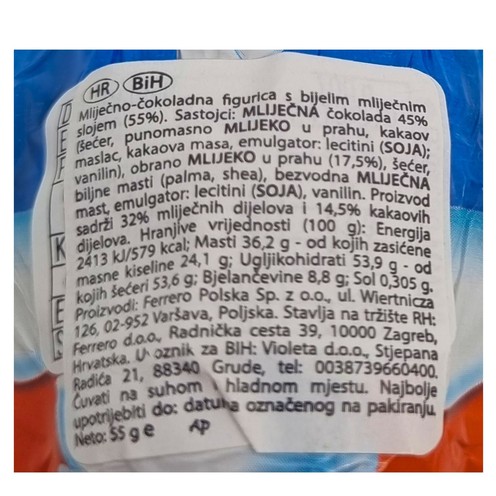 HR BiH
Mliječno-čokoladna figurica s bijelim mliječnim
slojem (55%). Sastojci: MLIJEČNA čokolada 45%
(šećer, punomasno MLIJEKO u prahu, kakaov
maslac, kakaova masa, emulgator: lecitini (SOJA);
vanilin), obrano MLIJEKO u prahu (17,5%), šećer,
biljne masti (palma, shea), bezvodna MLIJEČNA
mast, emulgator: lecitini (SOJA), vanilin. Proizvod
sadrži 32% mliječnih dijelova i 14,5% kakaovih
dijelova. Hranjive vrijednosti (100 g): Energija
2413 kJ/579 kcal; Masti 36,2 g - od kojih zasićene
masne kiseline 24,1 g; Ugljikohidrati 53,9 g - od
kojih šećeri 53,6 g; Bjelančevine 8,8 g; Sol 0,305 g.
Proizvodi: Ferrero Polska Sp. z o.o., ul. Wiertnicza
126, 02-952 Varšava, Poljska. Stavlja na tržište RH:
Ferrero d.o.o., Radnička cesta 39, 10000 Zagreb,
Hrvatska. U oznik za BiH: Violeta d.o.o., Stjepana
Radića 21, 88340 Grude, tel: 0038739660400.
Čuvati na suhom i hladnom mjestu. Najbolje
upotrijebiti do: datuma označenog na pakiranju.
Neto: 55 g e AP